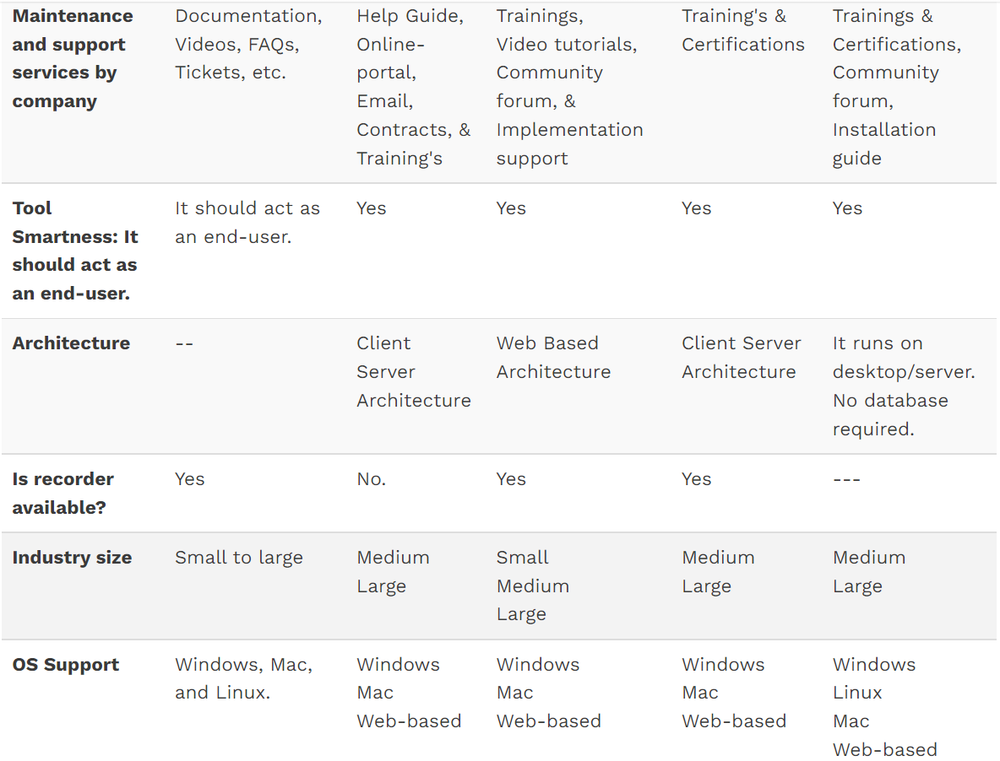 Maintenance and support services by company | Documentation, Videos, FAQs, Tickets, etc. | Help Guide, Online-portal, Email, Contracts, & Training's | Trainings, Video tutorials, Community forum, & Implementation support | Training's & Certifications | Trainings & Certifications, Community forum, Installation guide
Tool Smartness: It should act as an end-user. | It should act as an end-user. | Yes | Yes | Yes | Yes
Architecture | -- | Client Server Architecture | Web Based Architecture | Client Server Architecture | It runs on desktop/server. No database required.
Is recorder available? | Yes | No. | Yes | Yes | ---
Industry size | Small to large | Medium Large | Small Medium Large | Medium Large | Medium Large
OS Support | Windows, Mac, and Linux. | Windows Mac Web-based | Windows Mac Web-based | Windows Mac Web-based | Windows Linux Mac Web-based